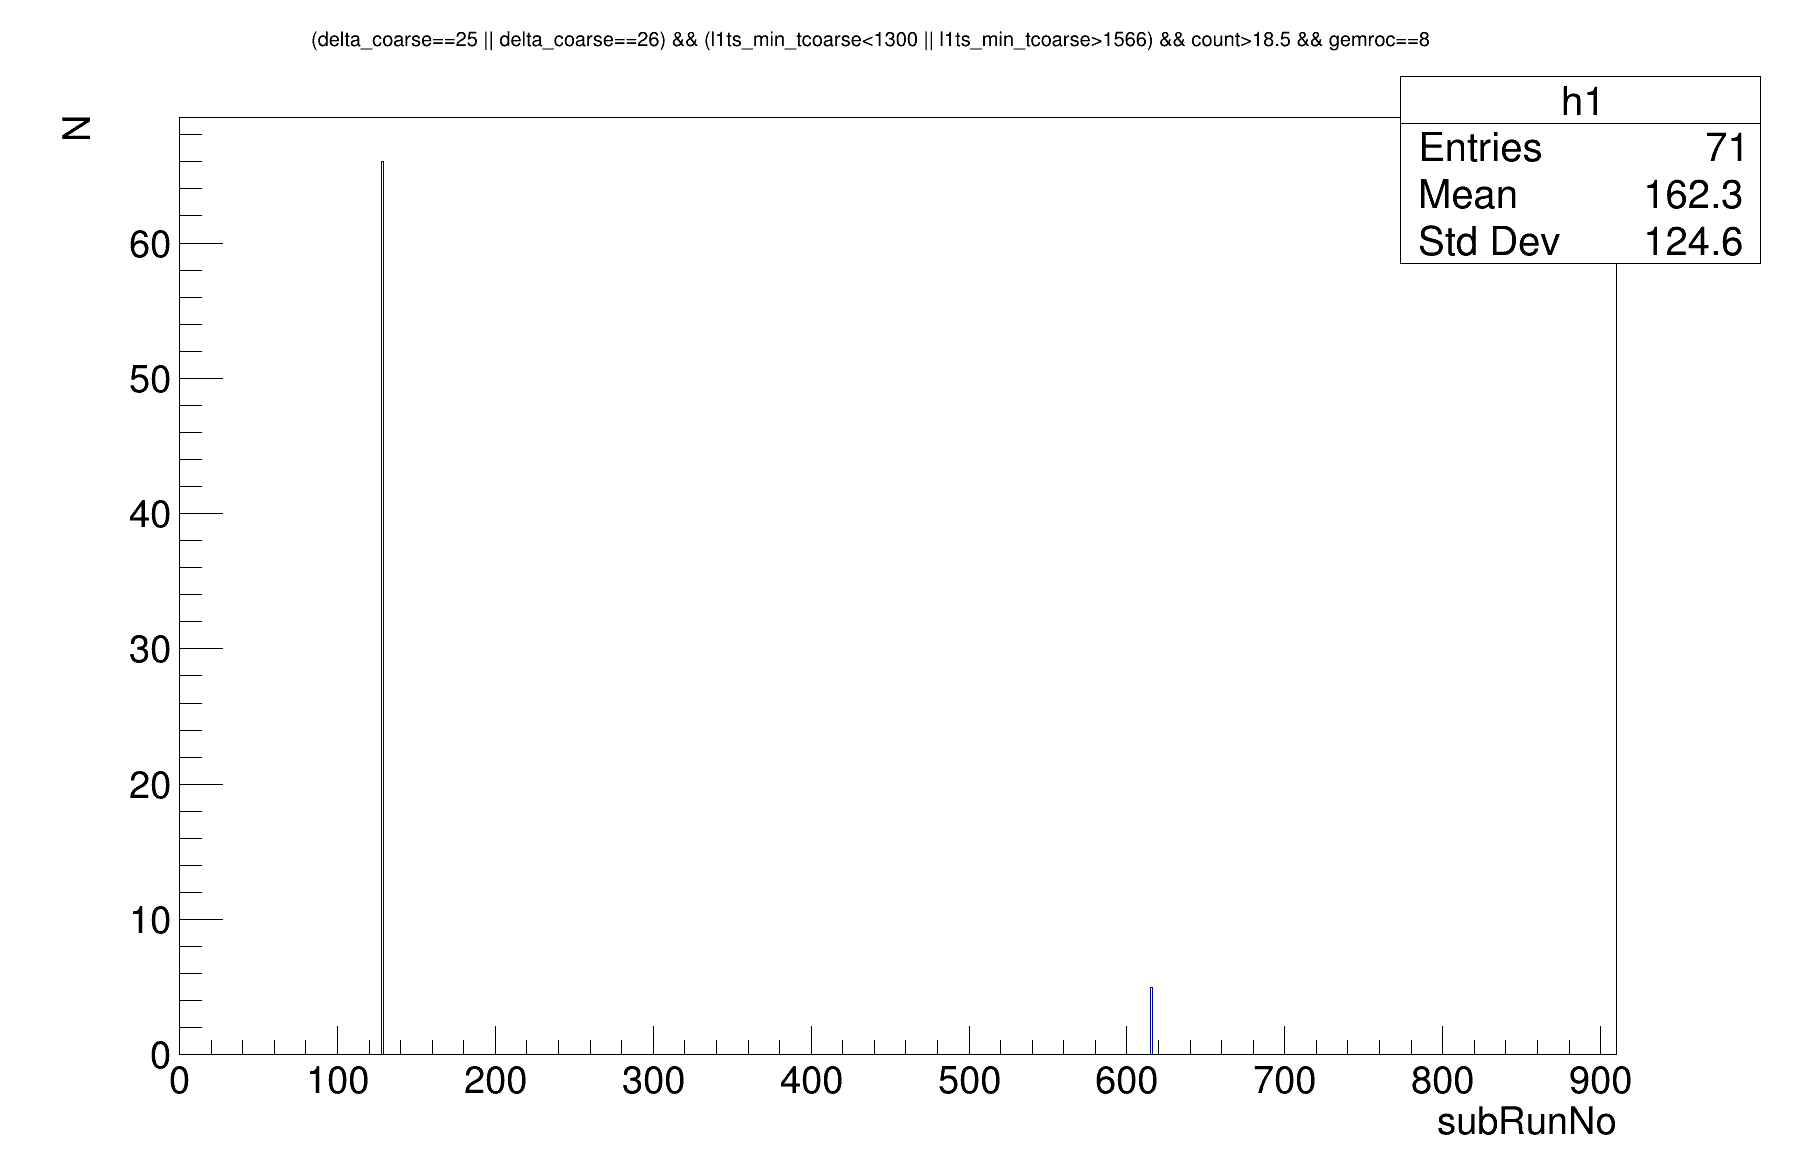 (delta_coarse==25 || delta_coarse==26) && (l1ts_min_tcoarse<1300 || l1ts_min_tcoarse>1566) && count>18.5 && gemroc==8
N
h1
Entries 71
Mean 162.3
Std Dev 124.6
60
50
40
30
20
10
0
0 100 200 300 400 500 600 700 800 900
subRunNo